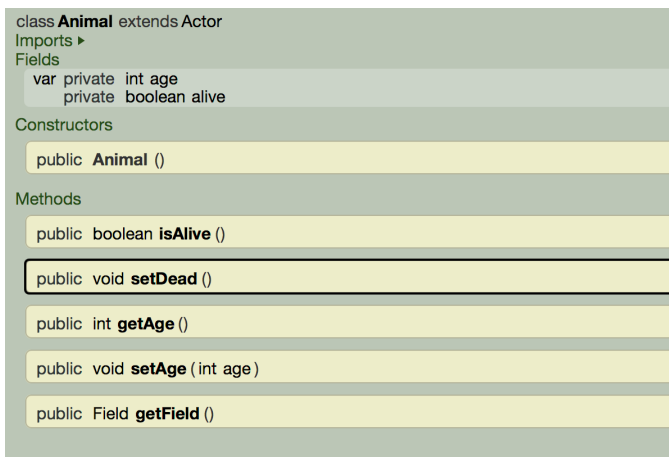 class Animal extends Actor
Imports ▸
Fields
var private int age
private boolean alive
Constructors
public Animal ()
Methods
public boolean isAlive ()
public void setDead ()
public int getAge ()
public void setAge ( int age )
public Field getField ()